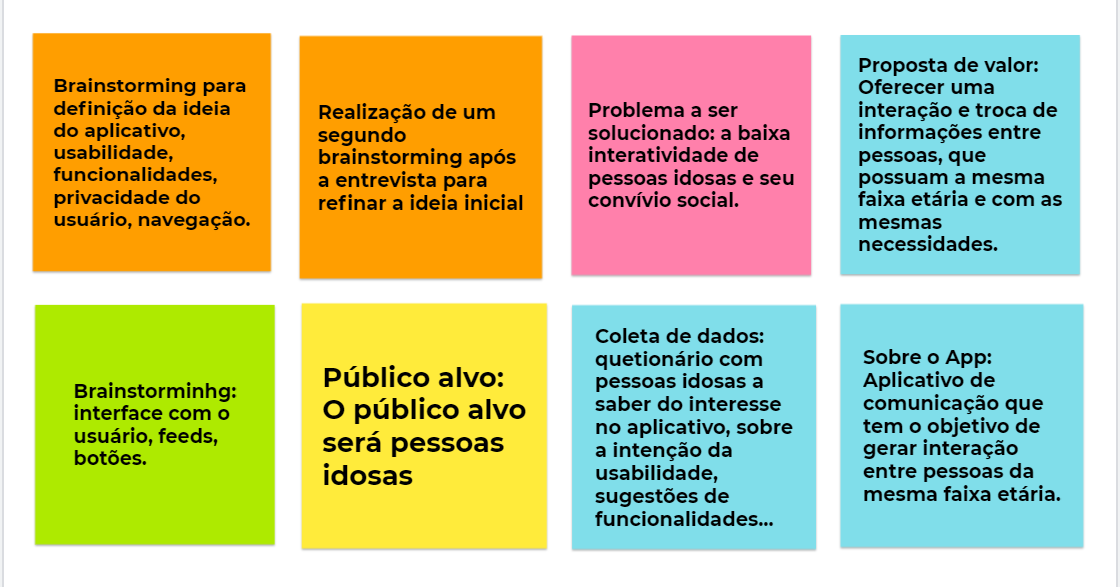 Brainstorming para
definição da ideia
do aplicativo,
usabilidade,
funcionalidades,
privacidade do
usuário, navegação.
Realização de um
segundo
brainstorming após
a entrevista para
refinar a ideia inicial
Problema a ser
solucionado: a baixa
interatividade de
pessoas idosas e seu
convívio social.
Proposta de valor:
Oferecer uma
interação e troca de
informações entre
pessoas, que
possuam a mesma
faixa etária e com as
mesmas
necessidades.
Brainstorminhg:
interface com o
usuário, feeds,
botões.
Público alvo:
O público alvo
será pessoas
idosas
Coleta de dados:
quetionário com
pessoas idosas a
saber do interesse
no aplicativo, sobre
a intenção da
usabilidade,
sugestões de
funcionalidades...
Sobre o App:
Aplicativo de
comunicação que
tem o objetivo de
gerar interação
entre pessoas da
mesma faixa etária.